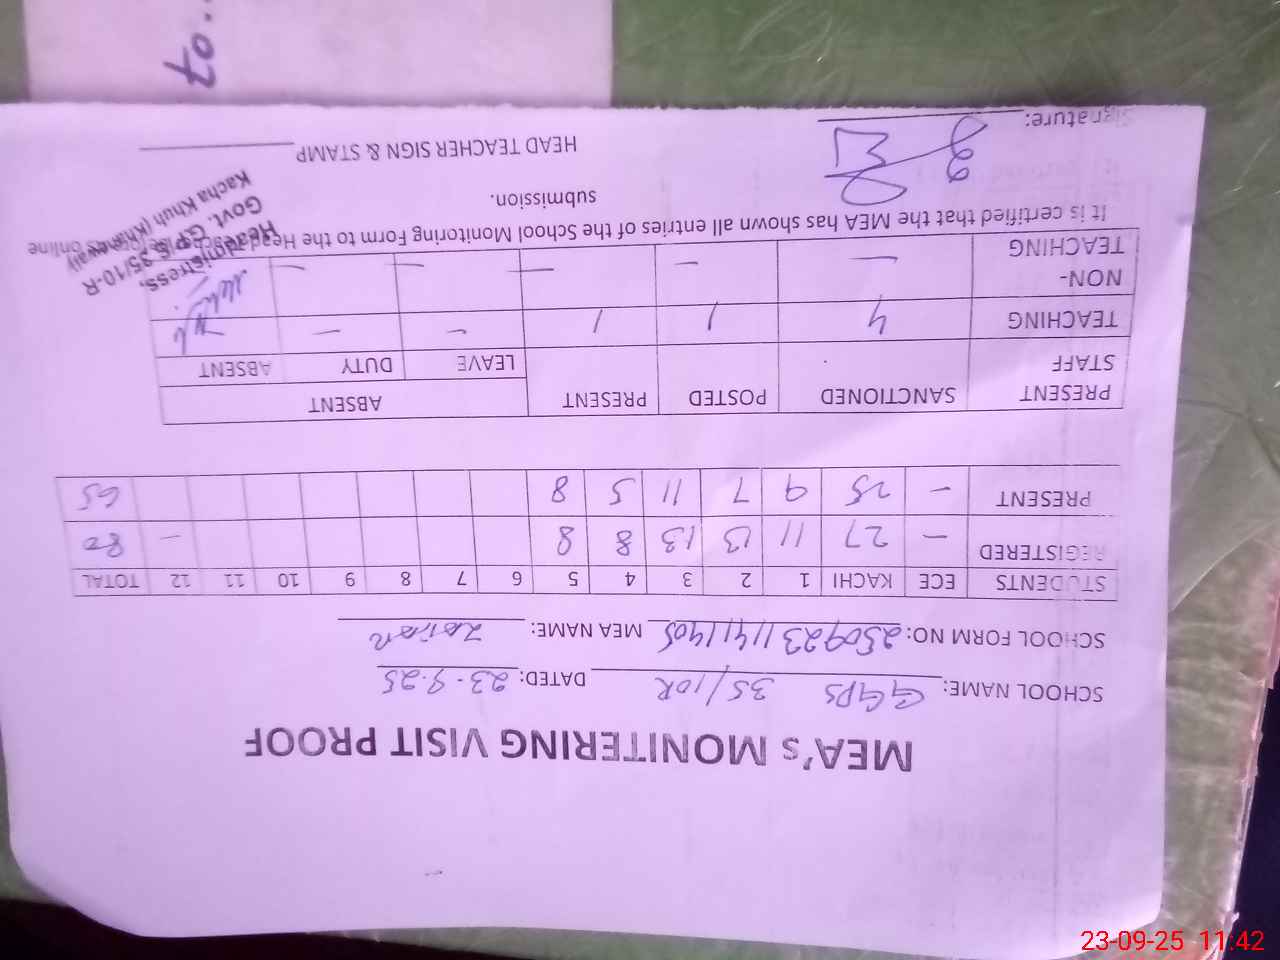 MEA's MONITERING VISIT PROOF
SCHOOL NAME: GGPS 35/10R DATED: 23-9-25
SCHOOL FORM NO: 250923114111405 MEA NAME:
STUDENTS ECE KACHI 1 2 3 4 5 6 7 8 9 10 11 12 TOTAL
REGISTERED - 27 11 13 13 8 8 - 80
PRESENT - 25 9 7 11 5 8 65
PRESENT STAFF SANCTIONED POSTED PRESENT ABSENT
LEAVE DUTY ABSENT
TEACHING 4 1 1 - -
NON-TEACHING - - - - -
It is certified that the MEA has shown all entries of the School Monitoring Form to the Head before online
submission.
HEAD TEACHER SIGN & STAMP
Signature:
Headmistress,
Govt. G.P/S 35/10-R
Kacha Khuh (Khanewal)
to..
23-09-25 11:42